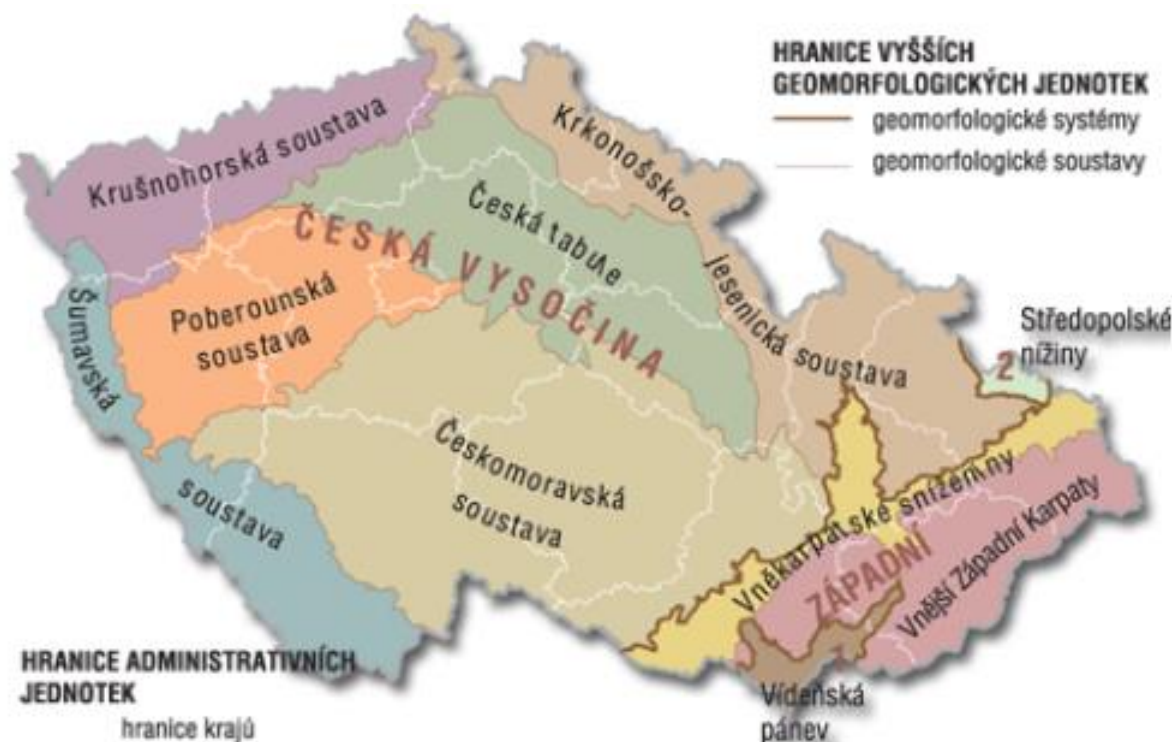 HRANICE VYŠŠÍCH
GEOMORFOLOGICKÝCH JEDNOTEK
geomorfologické systémy
geomorfologické soustavy
Krušnohorská soustava
Krkonošsko-
jesenická soustava
Česká tabule
ČESKÁ VYSOČINA
Poberounská
soustava
Šumavská
soustava
Středopolské
nížiny
2
Českomoravská
soustava
Vněkarpatské sníženiny
ZÁPADNÍ
Vnější Západní Karpaty
1
Vídeňská
pánev
HRANICE ADMINISTRATIVNÍCH
JEDNOTEK
hranice krajů